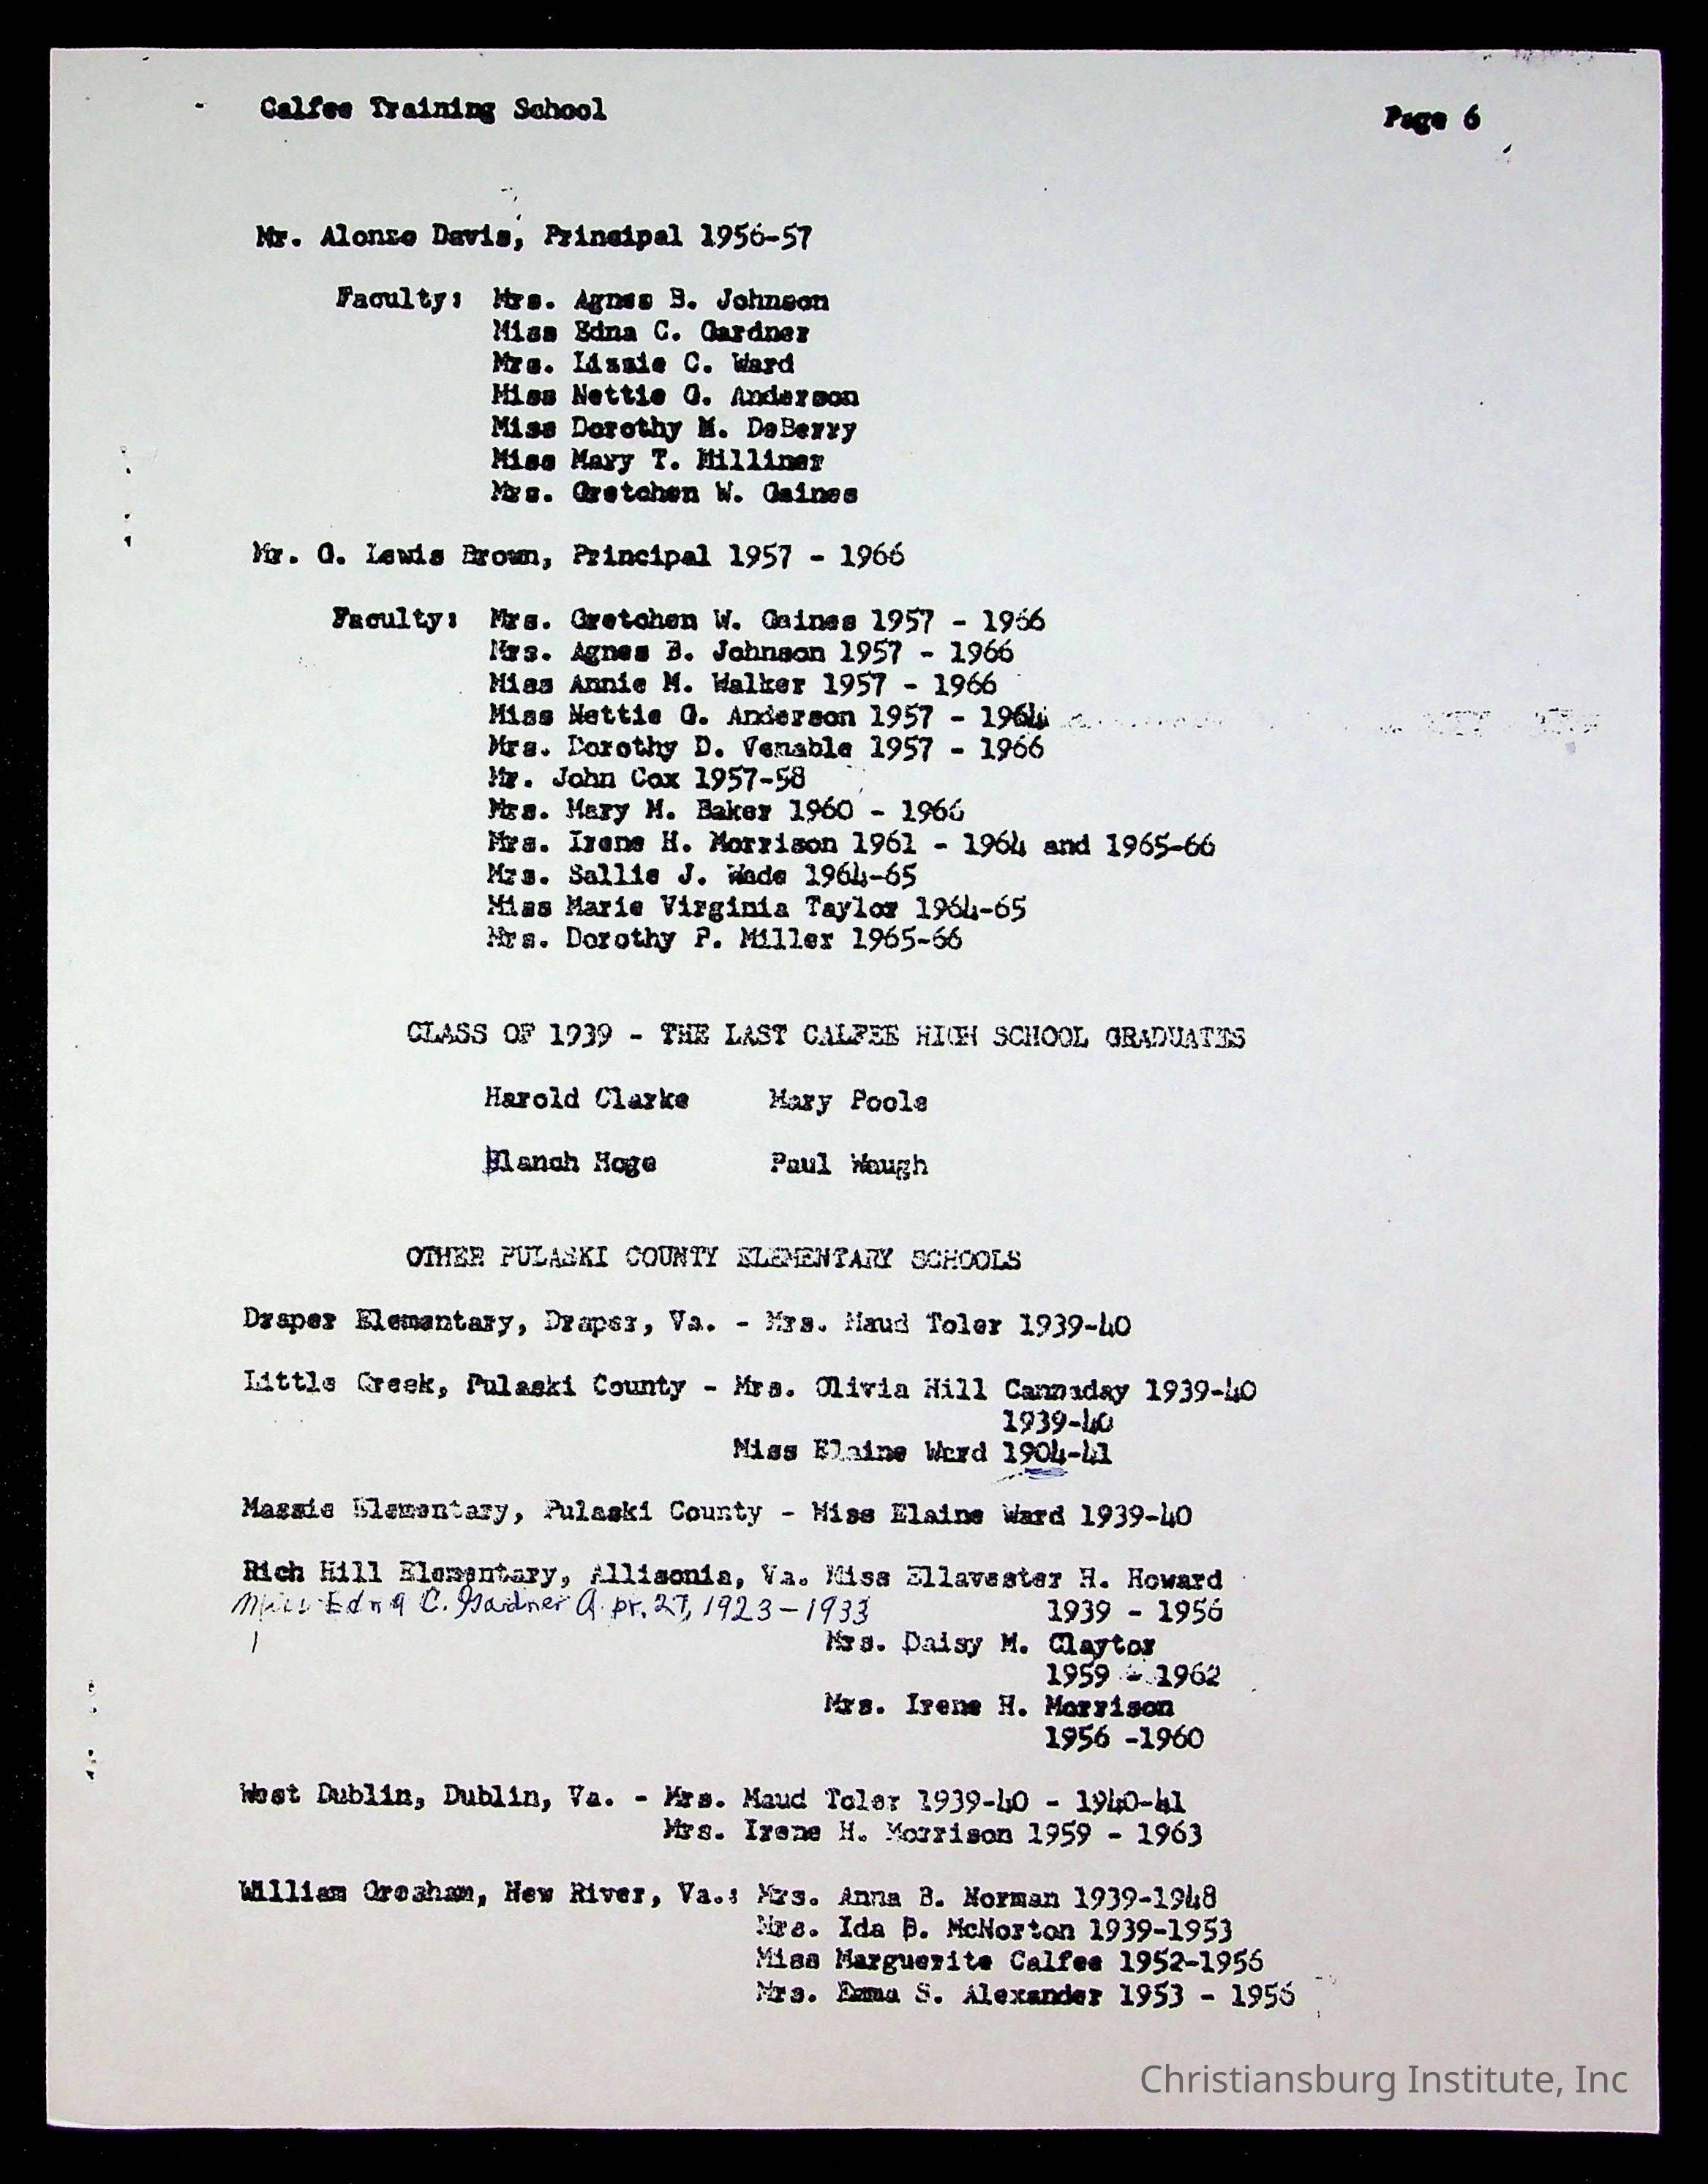 Calfee Training School
Page 6
Mr. Alonzo Davis, Principal 1956-57
Faculty: Mrs. Agnes B. Johnson
Miss Edna C. Gardner
Mrs. Lizzie C. Ward
Miss Nettie G. Anderson
Miss Dorothy M. DeBerry
Miss Mary T. Milliner
Mrs. Gretchen W. Gaines
Mr. G. Lewis Brown, Principal 1957 - 1966
Faculty: Mrs. Gretchen W. Gaines 1957 - 1966
Mrs. Agnes B. Johnson 1957 - 1966
Miss Annie M. Walker 1957 - 1966
Miss Nettie G. Anderson 1957 - 1964
Mrs. Dorothy D. Venable 1957 - 1966
Mr. John Cox 1957-58
Mrs. Mary M. Baker 1960 - 1966
Mrs. Irene H. Morrison 1961 - 1964 and 1965-66
Mrs. Sallie J. Wade 1964-65
Miss Marie Virginia Taylor 1964-65
Mrs. Dorothy P. Miller 1965-66
CLASS OF 1939 - THE LAST CALFEE HIGH SCHOOL GRADUATES
Harold Clarke Mary Poole
Blanch Hoge Paul Waugh
OTHER PULASKI COUNTY ELEMENTARY SCHOOLS
Draper Elementary, Draper, Va. - Mrs. Maud Toler 1939-40
Little Creek, Pulaski County - Mrs. Olivia Hill Cannaday 1939-40
1939-40
Miss Elaine Ward 1904-41
Massie Elementary, Pulaski County - Miss Elaine Ward 1939-40
Rich Hill Elementary, Allisonia, Va. Miss Ellavester H. Howard
Miss Edna C. Gardner Apr. 27, 1923-1933 1939 - 1956
Mrs. Daisy M. Claytor
1959 - 1962
Mrs. Irene H. Morrison
1956 -1960
West Dublin, Dublin, Va. - Mrs. Maud Toler 1939-40 - 1940-41
Mrs. Irene H. Morrison 1959 - 1963
William Gresham, New River, Va.: Mrs. Anna B. Norman 1939-1948
Mrs. Ida B. McNorton 1939-1953
Miss Marguerite Calfee 1952-1956
Mrs. Emma S. Alexander 1953 - 1956
Christiansburg Institute, Inc